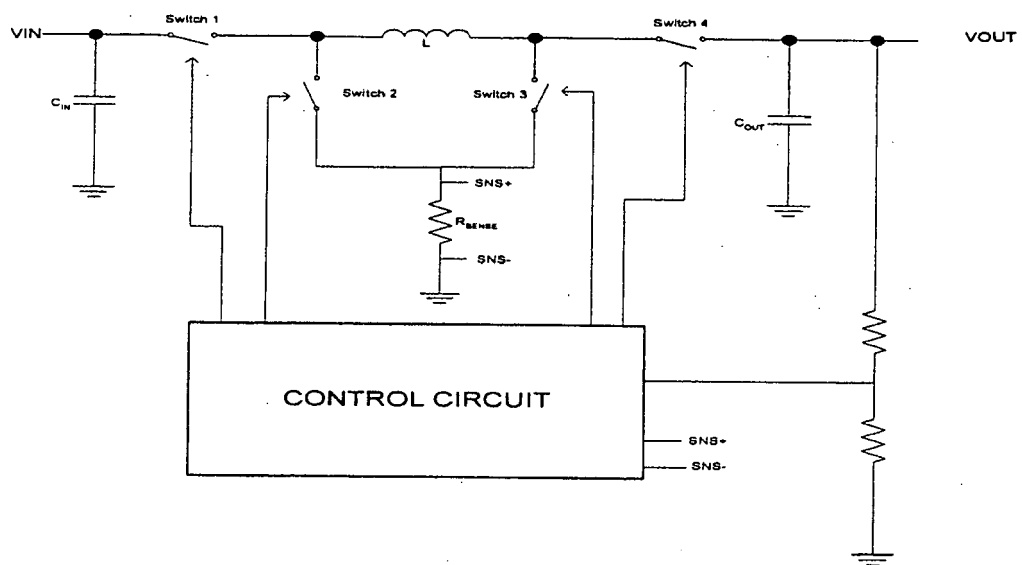 Switch 1
Switch 4
VIN
VOUT
L
Switch 2
Switch 3
CIN
COUT
SNS+
RSENSE
SNS-
CONTROL CIRCUIT
SNS+
SNS-